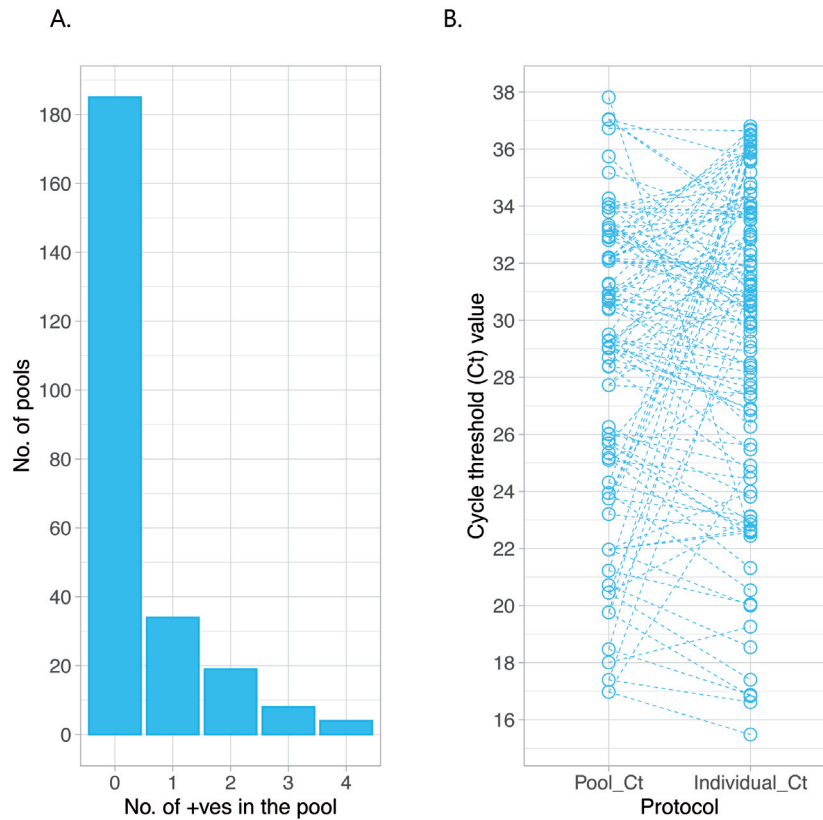 A.
No. of pools
180
160
140
120
100
80
60
40
20
0
0 1 2 3 4
No. of +ves in the pool
B.
Cycle threshold (Ct) value
38
36
34
32
30
28
26
24
22
20
18
16
Pool_Ct Individual_Ct
Protocol